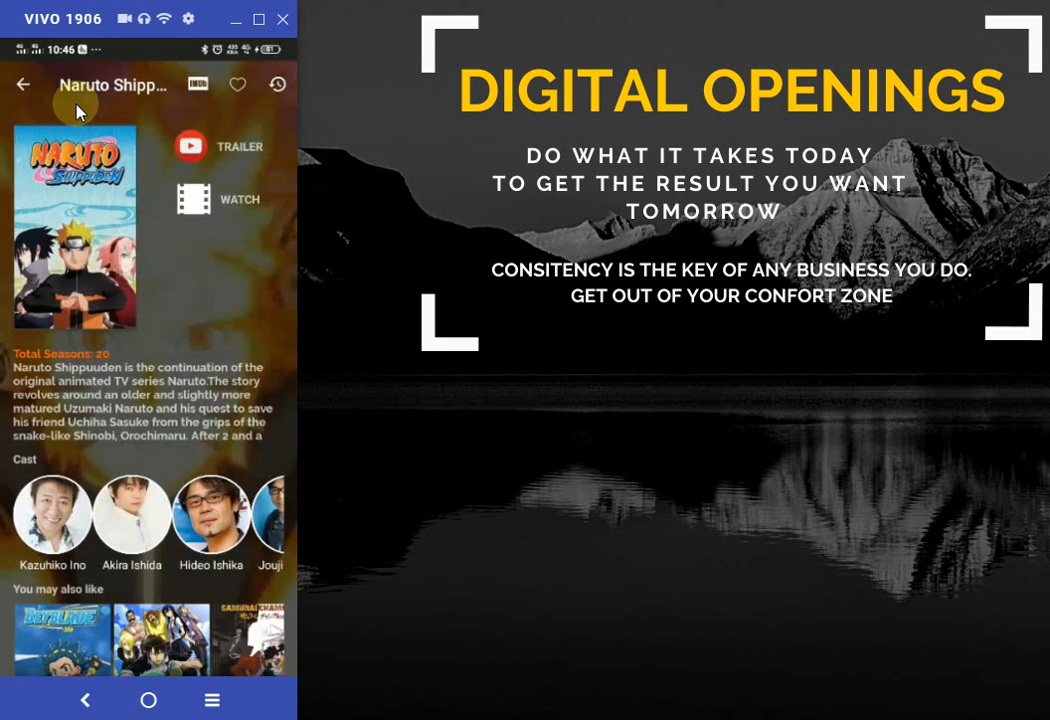 VIVO 1906
10:46
Naruto Shipp...
IMDb
NARUTO
SHIPPUDEN
TRAILER
WATCH
Total Seasons: 20
Naruto Shippuuden is the continuation of the
original animated TV series Naruto.The story
revolves around an older and slightly more
matured Uzumaki Naruto and his quest to save
his friend Uchiha Sasuke from the grips of the
snake-like Shinobi, Orochimaru. After 2 and a
Cast
Kazuhiko Ino
Akira Ishida
Hideo Ishika
Jouji
You may also like
BEYBLADE
SAMURAI CHAM
DIGITAL OPENINGS
DO WHAT IT TAKES TODAY
TO GET THE RESULT YOU WANT
TOMORROW
CONSITENCY IS THE KEY OF ANY BUSINESS YOU DO.
GET OUT OF YOUR CONFORT ZONE